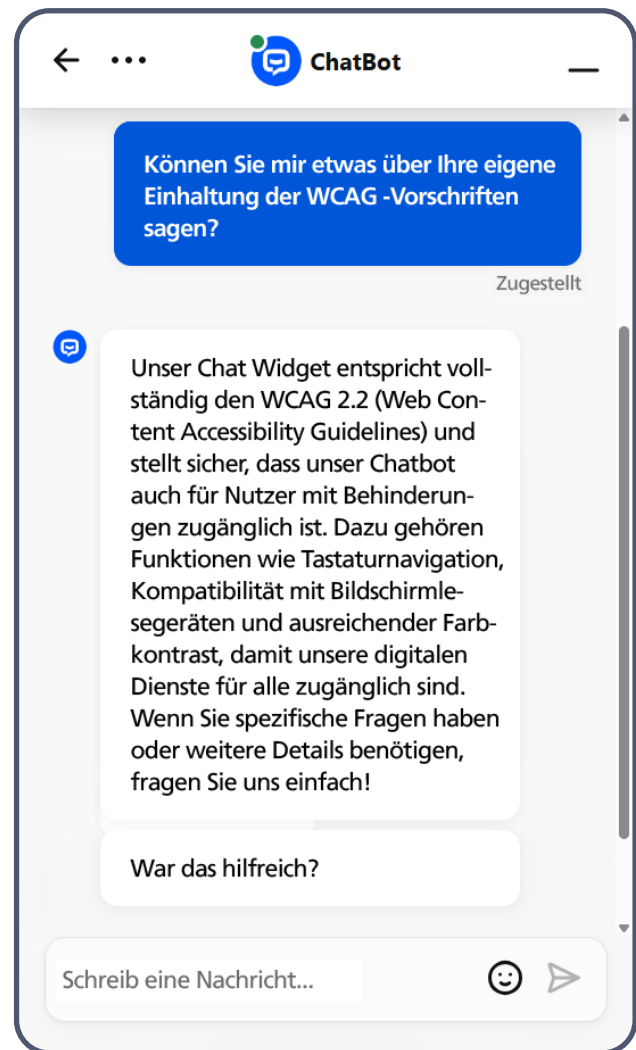 ChatBot
Können Sie mir etwas über Ihre eigene
Einhaltung der WCAG -Vorschriften
sagen?
Zugestellt
Unser Chat Widget entspricht voll-
ständig den WCAG 2.2 (Web Con-
tent Accessibility Guidelines) und
stellt sicher, dass unser Chatbot
auch für Nutzer mit Behinderun-
gen zugänglich ist. Dazu gehören
Funktionen wie Tastaturnavigation,
Kompatibilität mit Bildschirmle-
segeräten und ausreichender Farb-
kontrast, damit unsere digitalen
Dienste für alle zugänglich sind.
Wenn Sie spezifische Fragen haben
oder weitere Details benötigen,
fragen Sie uns einfach!
War das hilfreich?
Schreib eine Nachricht...